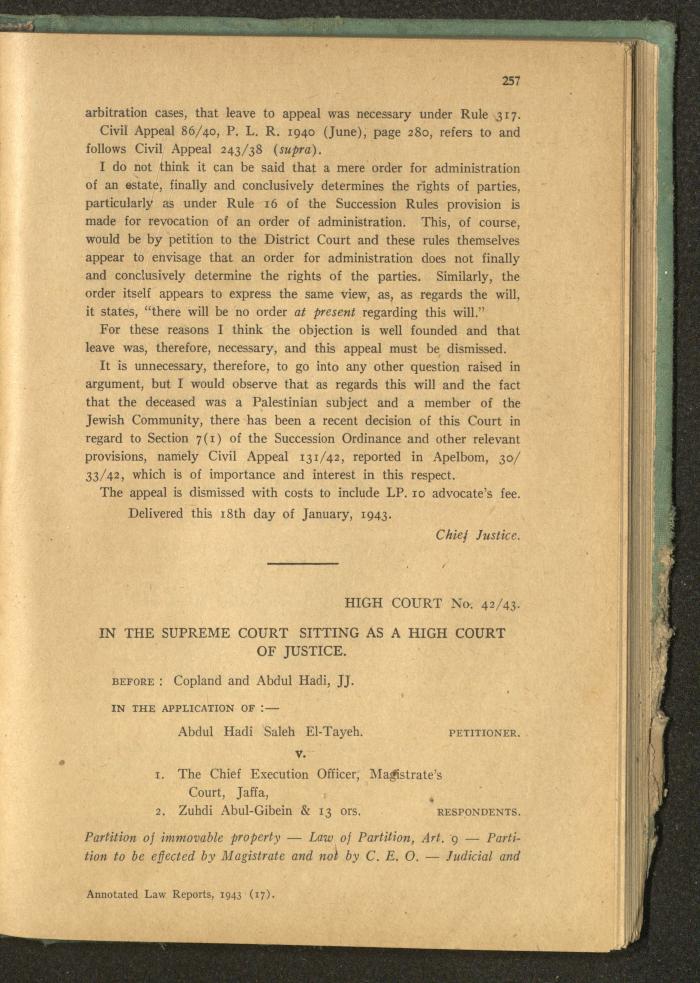 257
arbitration cases, that leave to appeal was necessary under Rule 317.
Civil Appeal 86/40, P. L. R. 1940 (June), page 280, refers to and
follows Civil Appeal 243/38 (supra).
I do not think it can be said that a mere order for administration
of an estate, finally and conclusively determines the rights of parties,
particularly as under Rule 16 of the Succession Rules provision is
made for revocation of an order of administration. This, of course,
would be by petition to the District Court and these rules themselves
appear to envisage that an order for administration does not finally
and conclusively determine the rights of the parties. Similarly, the
order itself appears to express the same view, as, as regards the will,
it states, “there will be no order at present regarding this will.”
For these reasons I think the objection is well founded and that
leave was, therefore, necessary, and this appeal must be dismissed.
It is unnecessary, therefore, to go into any other question raised in
argument, but I would observe that as regards this will and the fact
that the deceased was a Palestinian subject and a member of the
Jewish Community, there has been a recent decision of this Court in
regard to Section 7(1) of the Succession Ordinance and other relevant
provisions, namely Civil Appeal 131/42, reported in Apelbom, 30/
33/42, which is of importance and interest in this respect.
The appeal is dismissed with costs to include LP. 10 advocate's fee.
Delivered this 18th day of January, 1943.
Chief Justice.
HIGH COURT No. 42/43.
IN THE SUPREME COURT SITTING AS A HIGH COURT
OF JUSTICE.
BEFORE : Copland and Abdul Hadi, JJ.
IN THE APPLICATION OF :—
Abdul Hadi Saleh El-Tayeh. PETITIONER.
v.
1. The Chief Execution Officer, Magistrate's
Court, Jaffa,
2. Zuhdi Abul-Gibein & 13 ors. RESPONDENTS.
Partition of immovable property — Law of Partition, Art. 9 — Parti-
tion to be effected by Magistrate and not by C. E. O. — Judicial and
Annotated Law Reports, 1943 (17).